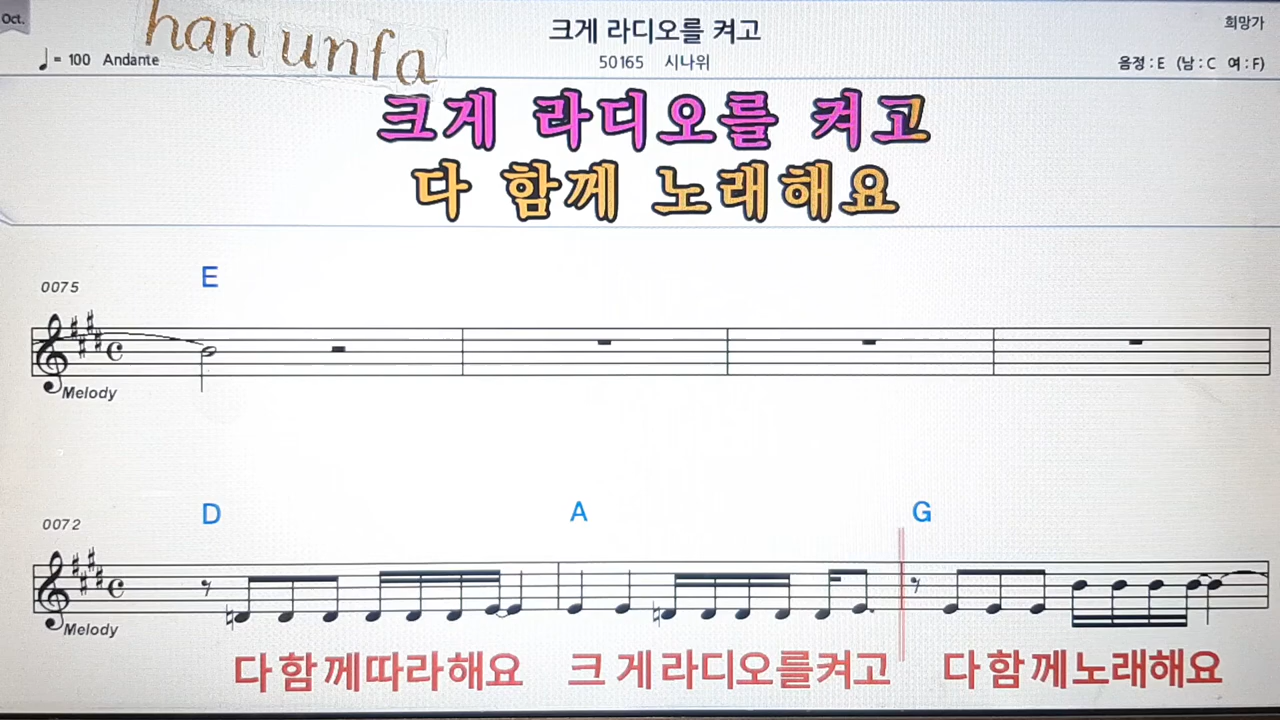 Oct.
han unfa
크게 라디오를 켜고
희망가
♩= 100 Andante
50165 시나위
음정 : E (남 : C 여 : F)
크게 라디오를 켜고
다 함께 노래해요
E
0075
Melody
D A G
0072
Melody
다함께따라해요 크게라디오를켜고 다함께노래해요